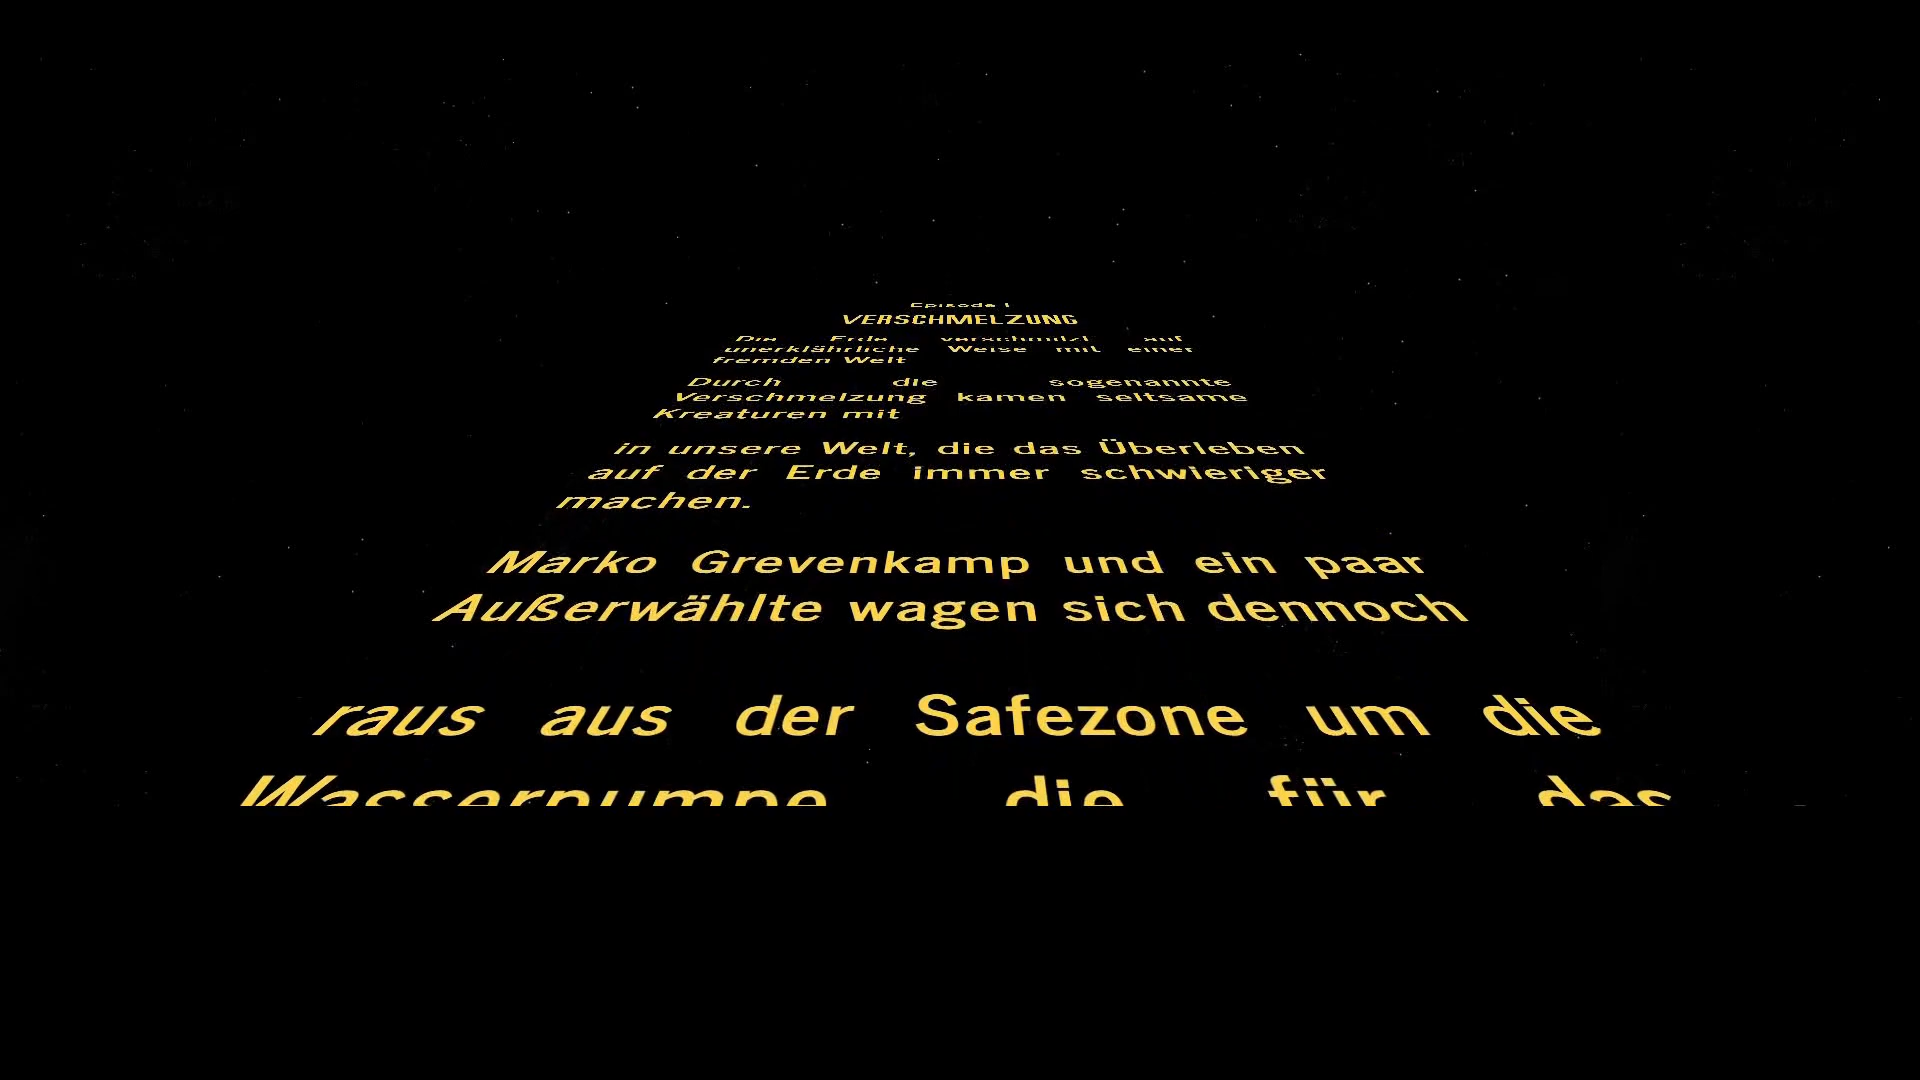 Episode I
VERSCHMELZUNG
Die Erde verschmilzt auf
unerklährliche Weise mit einer
fremden Welt
Durch die sogenannte
Verschmelzung kamen seltsame
Kreaturen mit
in unsere Welt, die das Überleben
auf der Erde immer schwieriger
machen.
Marko Grevenkamp und ein paar
Außerwählte wagen sich dennoch
raus aus der Safezone um die
Wasserpumpe die für das